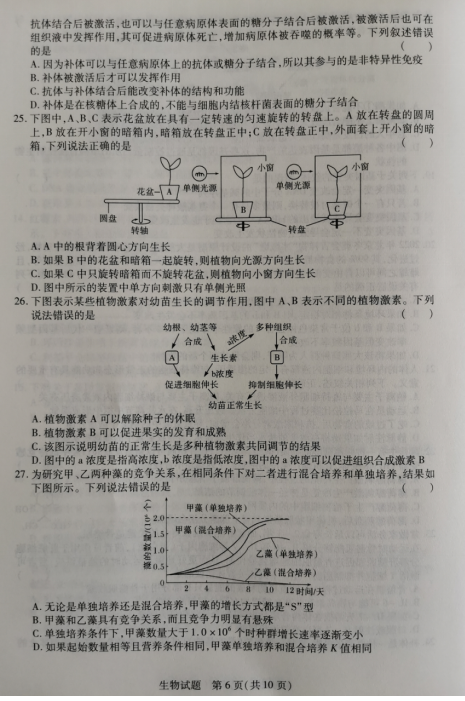 抗体结合后被激活,也可以与任意病原体表面的糖分子结合后被激活,被激活后也可在
组织液中发挥作用,其可促进病原体死亡,增加病原体被吞噬的概率等。下列叙述错误
的是 ( )
A. 因为补体可以与任意病原体上的抗体或糖分子结合,所以其参与的是非特异性免疫
B. 补体被激活后才可以发挥作用
C. 抗体与补体结合后能改变补体的结构和功能
D. 补体是在核糖体上合成的,不能与细胞内结核杆菌表面的糖分子结合
25. 下图中,A、B、C表示花盆放在具有一定转速的匀速旋转的转盘上。A放在转盘的圆周
上,B放在开小窗的暗箱内,暗箱放在转盘正中;C放在转盘正中,外面套上开小窗的暗
箱,下列说法正确的是 ( )
花盆 A 单侧光源 小窗 B 单侧光源 小窗 C
圆盘 转轴 转盘
A. A中的根背着圆心方向生长
B. 如果B中的花盆和暗箱一起旋转,则植物向光源方向生长
C. 如果C中只旋转暗箱而不旋转花盆,则植物向小窗方向生长
D. 图中所示的装置中单方向刺激只有单侧光照
26. 下图表示某些植物激素对幼苗生长的调节作用,图中A、B表示不同的植物激素。下列
说法错误的是 ( )
幼根、幼茎等 a浓度 多种组织
合成 合成
A 生长素 B
b浓度
促进细胞伸长 抑制细胞伸长
幼苗正常生长
A. 植物激素A可以解除种子的休眠
B. 植物激素B可以促进果实的发育和成熟
C. 该图示说明幼苗的正常生长是多种植物激素共同调节的结果
D. 图中的a浓度是指高浓度,b浓度是指低浓度,图中的a浓度可以促进组织合成激素B
27. 为研究甲、乙两种藻的竞争关系,在相同条件下对二者进行混合培养和单独培养,结果如
下图所示。下列说法错误的是 ( )
甲藻(单独培养)
2.0
甲藻(混合培养)
1.5
1.0
乙藻(单独培养)
0.5
乙藻(混合培养)
2 4 6 8 10 12 时间/天
A. 无论是单独培养还是混合培养,甲藻的增长方式都是“S”型
B. 甲藻和乙藻具有竞争关系,而且竞争力明显有悬殊
C. 单独培养条件下,甲藻数量大于1.0×10⁶个时种群增长速率逐渐变小
D. 如果起始数量相等且营养条件相同,甲藻单独培养和混合培养K值相同
生物试题 第6页(共10页)